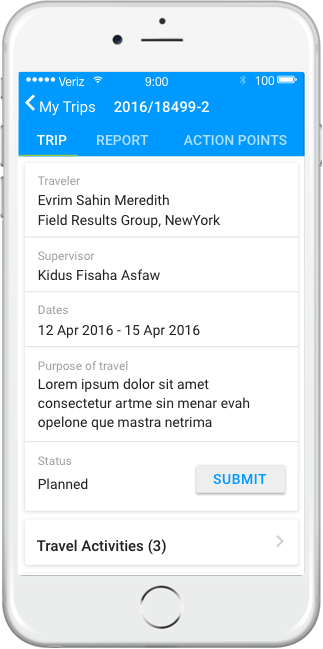 Veriz 9:00 100
My Trips 2016/18499-2
TRIP REPORT ACTION POINTS
Traveler
Evrim Sahin Meredith
Field Results Group, NewYork
Supervisor
Kidus Fisaha Asfaw
Dates
12 Apr 2016 - 15 Apr 2016
Purpose of travel
Lorem ipsum dolor sit amet
consectetur artme sin menar evah
opelone que mastra netrima
Status
Planned SUBMIT
Travel Activities (3)